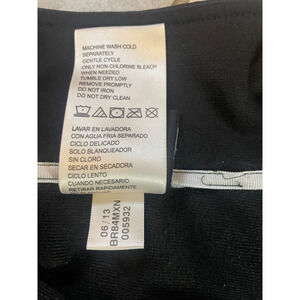 MACHINE WASH COLD
SEPARATELY
GENTLE CYCLE
ONLY NON-CHLORINE BLEACH
WHEN NEEDED
TUMBLE DRY LOW
REMOVE PROMPTLY
DO NOT IRON
DO NOT DRY CLEAN
LAVAR EN LAVADORA
CON AGUA FRIA SEPARADO
CICLO DELICADO
SOLO BLANQUEADOR
SIN CLORO
SECAR EN SECADORA
CICLO LENTO
CUANDO NECESARIO
RETIRAR RAPIDAMENTE
06/13
BR84MXN
005932